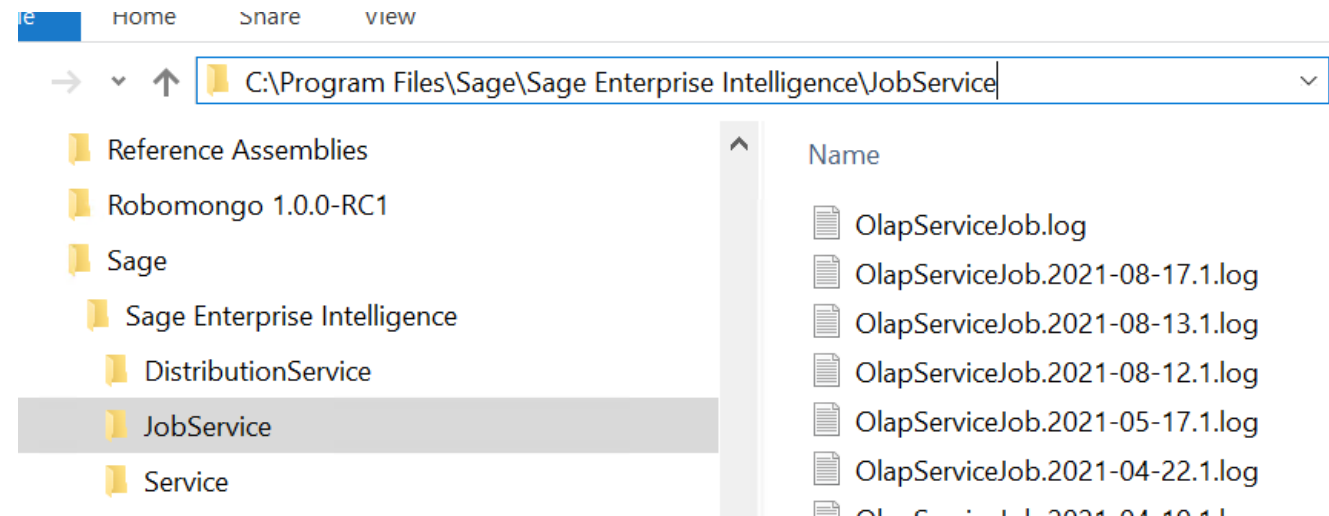 Home Share View
C:\Program Files\Sage\Sage Enterprise Intelligence\JobService
Reference Assemblies
Robomongo 1.0.0-RC1
Sage
Sage Enterprise Intelligence
DistributionService
JobService
Service
Name
OlapServiceJob.log
OlapServiceJob.2021-08-17.1.log
OlapServiceJob.2021-08-13.1.log
OlapServiceJob.2021-08-12.1.log
OlapServiceJob.2021-05-17.1.log
OlapServiceJob.2021-04-22.1.log